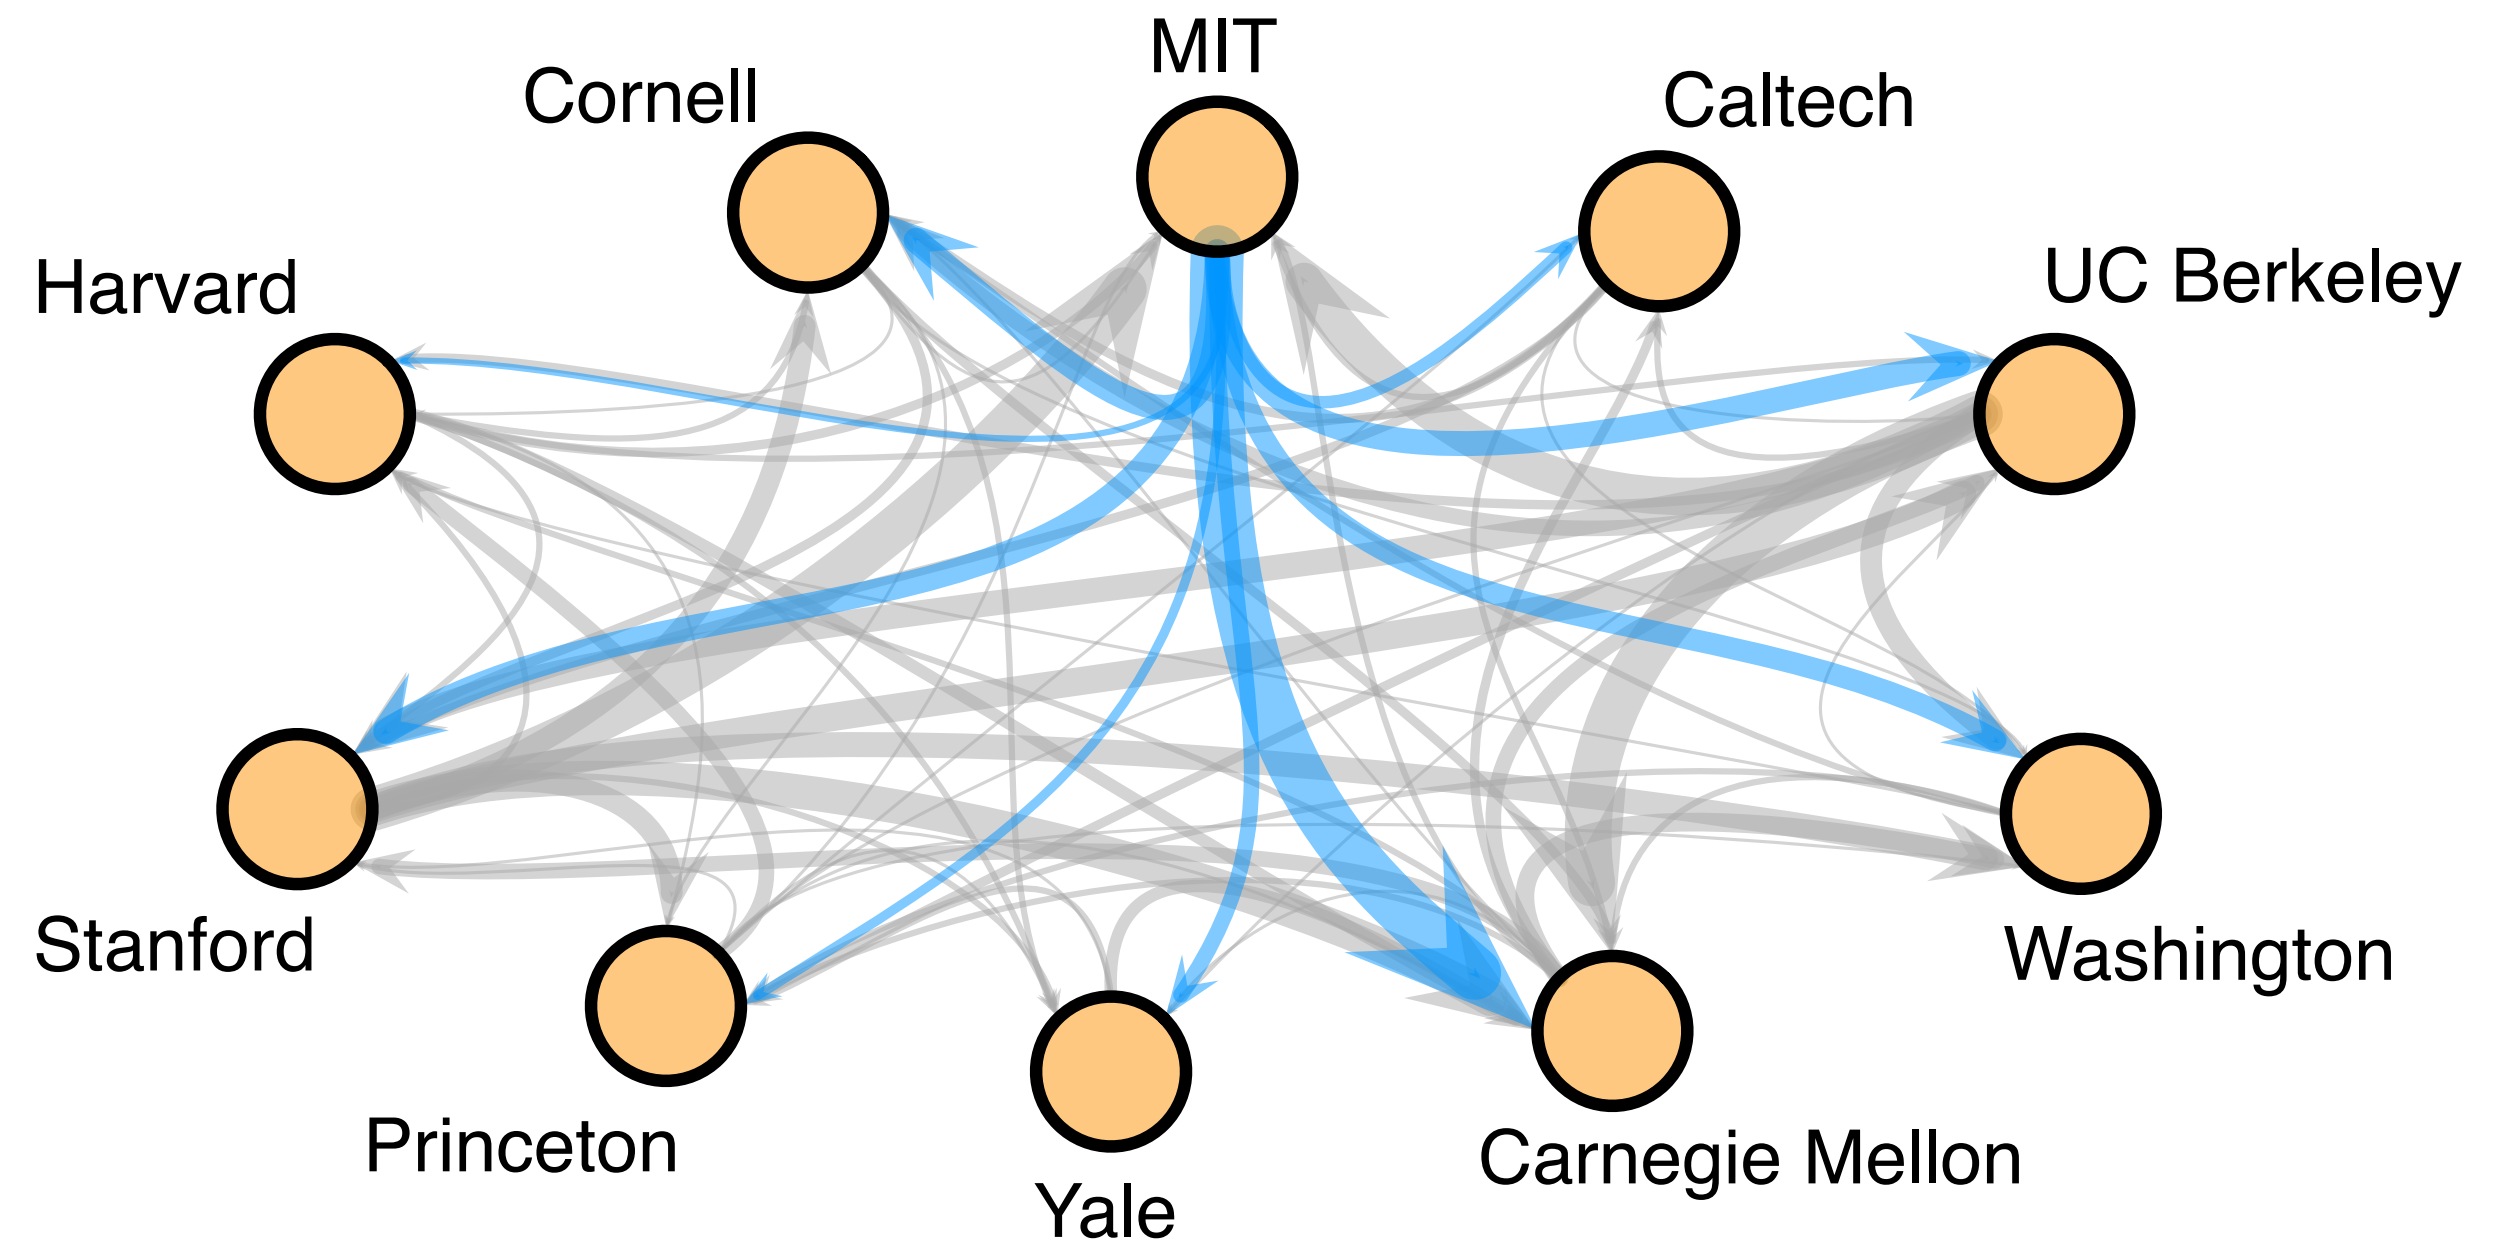 MIT
Cornell
Caltech
Harvard
UC Berkeley
Stanford
Washington
Princeton
Carnegie Mellon
Yale